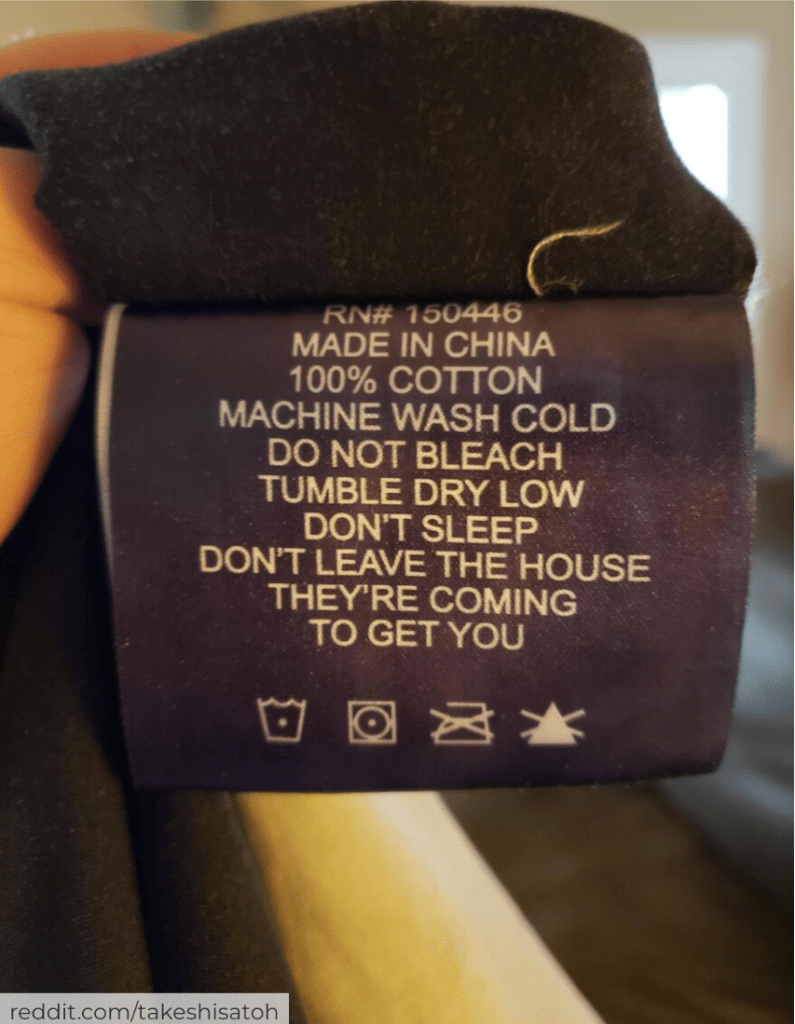 RN# 150446
MADE IN CHINA
100% COTTON
MACHINE WASH COLD
DO NOT BLEACH
TUMBLE DRY LOW
DON'T SLEEP
DON'T LEAVE THE HOUSE
THEY'RE COMING
TO GET YOU
reddit.com/takeshisatoh